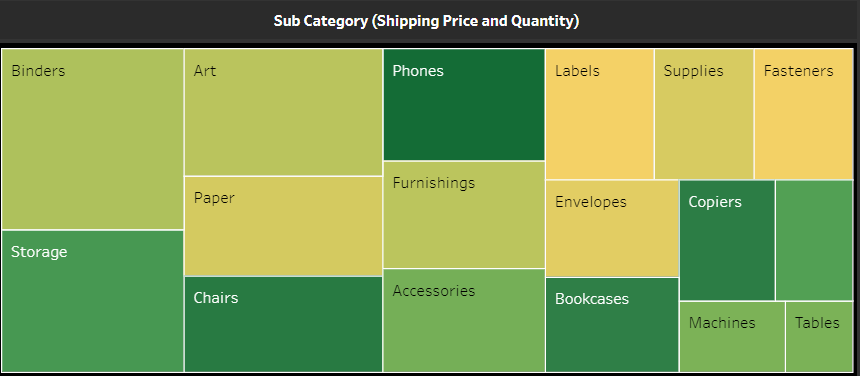 Sub Category (Shipping Price and Quantity)
Binders
Storage
Art
Paper
Chairs
Phones
Furnishings
Accessories
Labels
Supplies
Fasteners
Envelopes
Bookcases
Copiers
Machines
Tables